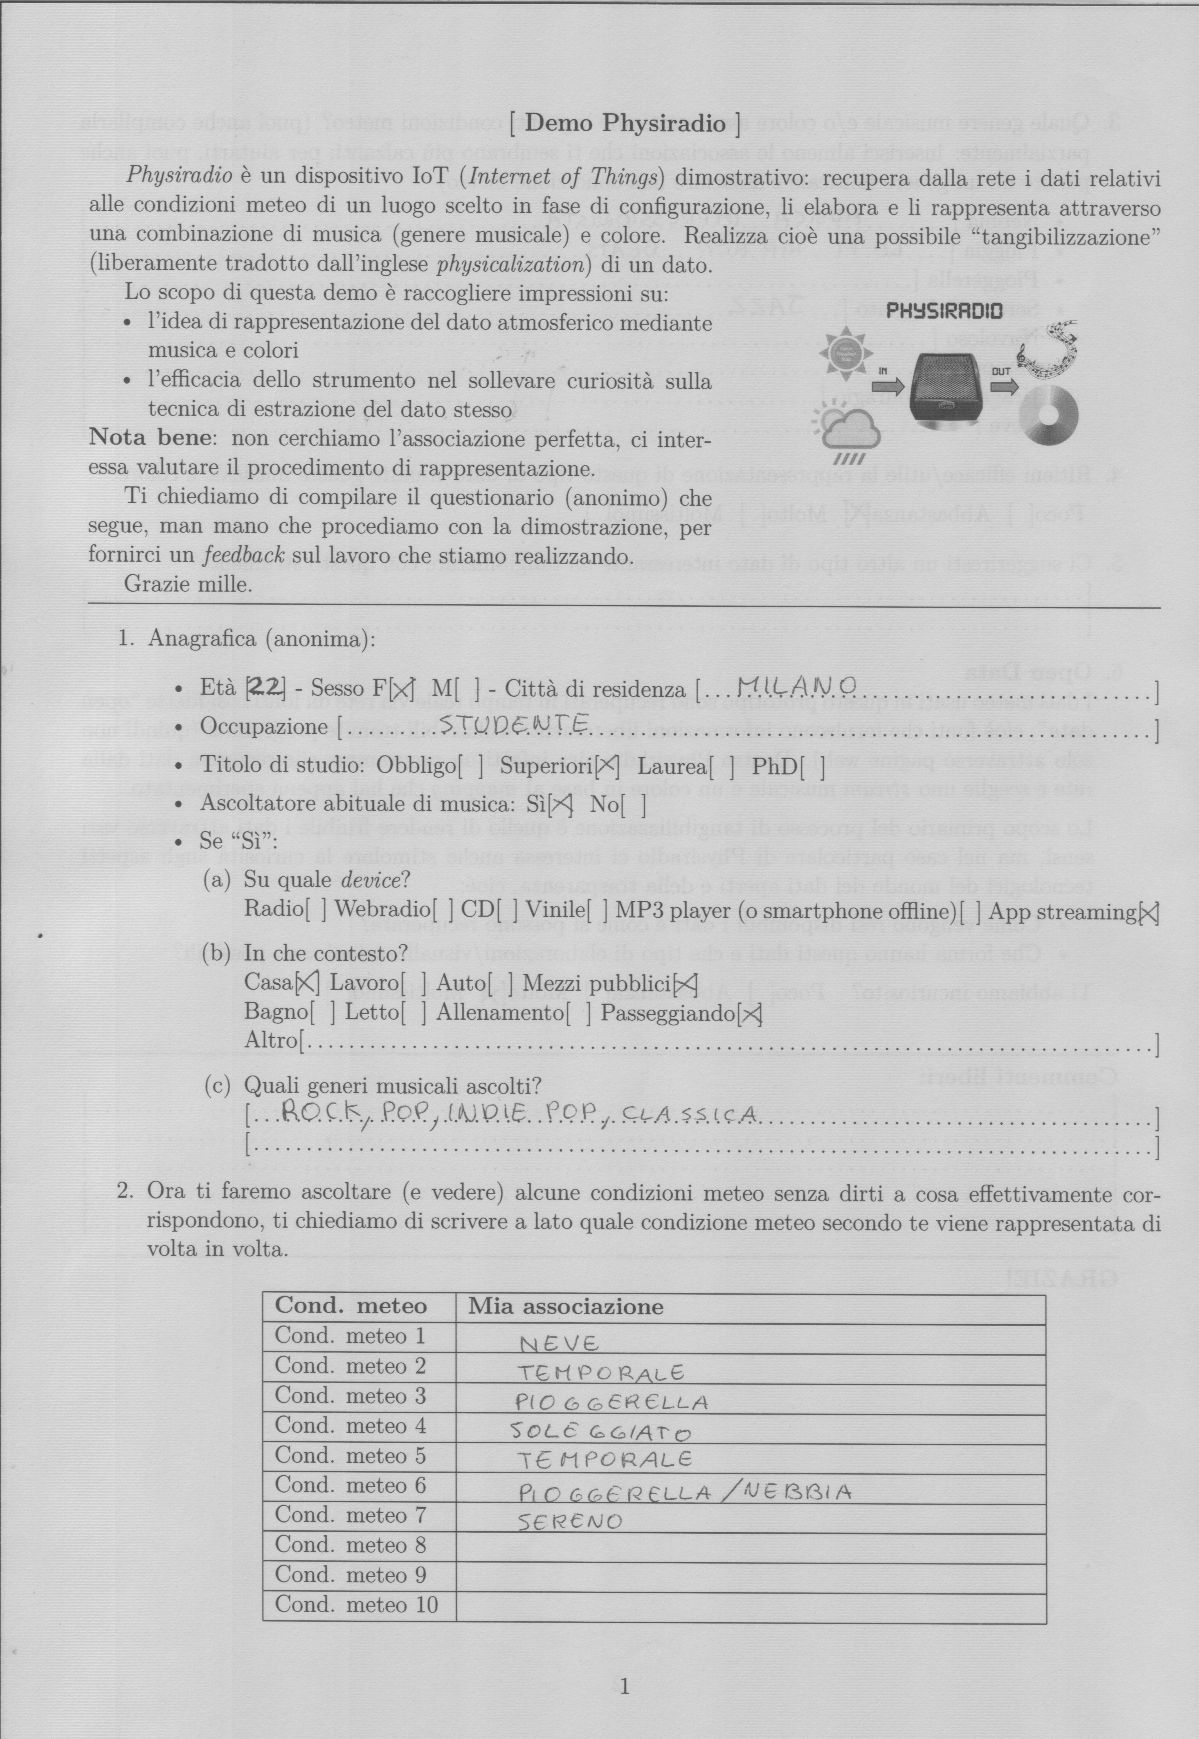 [ Demo Physiradio ]
Physiradio è un dispositivo IoT (Internet of Things) dimostrativo: recupera dalla rete i dati relativi
alle condizioni meteo di un luogo scelto in fase di configurazione, li elabora e li rappresenta attraverso
una combinazione di musica (genere musicale) e colore. Realizza cioè una possibile “tangibilizzazione”
(liberamente tradotto dall'inglese physicalization) di un dato.
Lo scopo di questa demo è raccogliere impressioni su:
• l'idea di rappresentazione del dato atmosferico mediante
musica e colori
• l'efficacia dello strumento nel sollevare curiosità sulla
tecnica di estrazione del dato stesso
Nota bene: non cerchiamo l'associazione perfetta, ci inter-
essa valutare il procedimento di rappresentazione.
Ti chiediamo di compilare il questionario (anonimo) che
segue, man mano che procediamo con la dimostrazione, per
fornirci un feedback sul lavoro che stiamo realizzando.
Grazie mille.
PHYSIRADIO
IN
OUT
1. Anagrafica (anonima):
• Età [22] - Sesso F[X] M[ ] - Città di residenza [...MILANO...]
• Occupazione [...STUDENTE...]
• Titolo di studio: Obbligo[ ] Superiori[X] Laurea[ ] PhD[ ]
• Ascoltatore abituale di musica: Sì[X] No[ ]
• Se “Sì”:
(a) Su quale device?
Radio[ ] Webradio[ ] CD[ ] Vinile[ ] MP3 player (o smartphone offline)[ ] App streaming[X]
(b) In che contesto?
Casa[X] Lavoro[ ] Auto[ ] Mezzi pubblici[X]
Bagno[ ] Letto[ ] Allenamento[ ] Passeggiando[X]
Altro[...]
(c) Quali generi musicali ascolti?
[...ROCK, POP, INDIE POP, CLASSICA...]
[...]
2. Ora ti faremo ascoltare (e vedere) alcune condizioni meteo senza dirti a cosa effettivamente cor-
rispondono, ti chiediamo di scrivere a lato quale condizione meteo secondo te viene rappresentata di
volta in volta.
Cond. meteo Mia associazione
Cond. meteo 1 NEVE
Cond. meteo 2 TEMPORALE
Cond. meteo 3 PIOGGERELLA
Cond. meteo 4 SOLEGGIATO
Cond. meteo 5 TEMPORALE
Cond. meteo 6 PIOGGERELLA/NEBBIA
Cond. meteo 7 SERENO
Cond. meteo 8
Cond. meteo 9
Cond. meteo 10
1